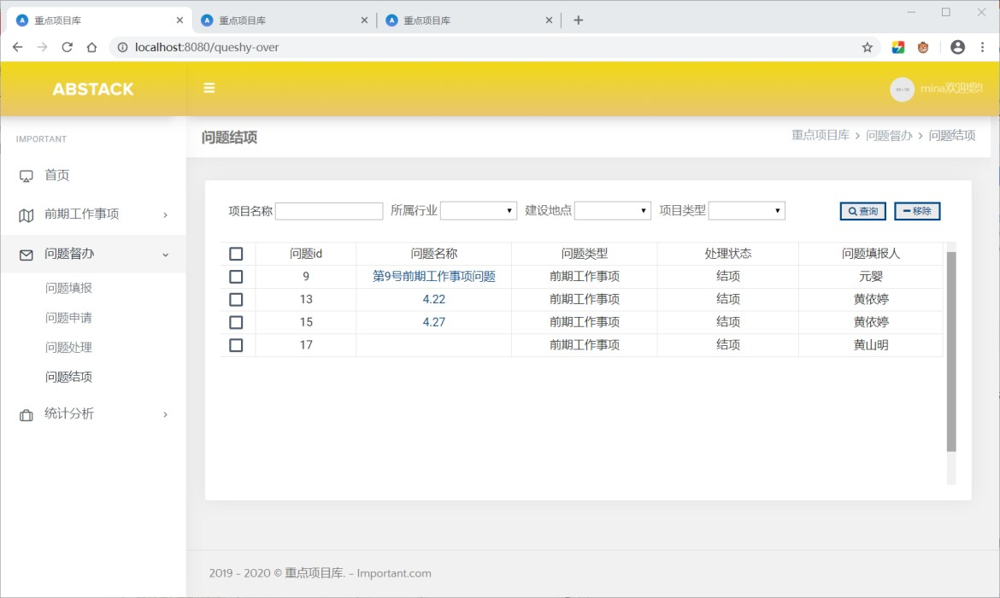 重点项目库 重点项目库 重点项目库
localhost:8080/queshy-over
ABSTACK mina欢迎您!
IMPORTANT
问题结项 重点项目库 > 问题督办 > 问题结项
首页
前期工作事项
问题督办
问题填报
问题申请
问题处理
问题结项
统计分析
项目名称 所属行业 建设地点 项目类型 查询 移除
问题id 问题名称 问题类型 处理状态 问题填报人
9 第9号前期工作事项问题 前期工作事项 结项 元婴
13 4.22 前期工作事项 结项 黄依婷
15 4.27 前期工作事项 结项 黄依婷
17 前期工作事项 结项 黄山明
2019 - 2020 © 重点项目库. - Important.com